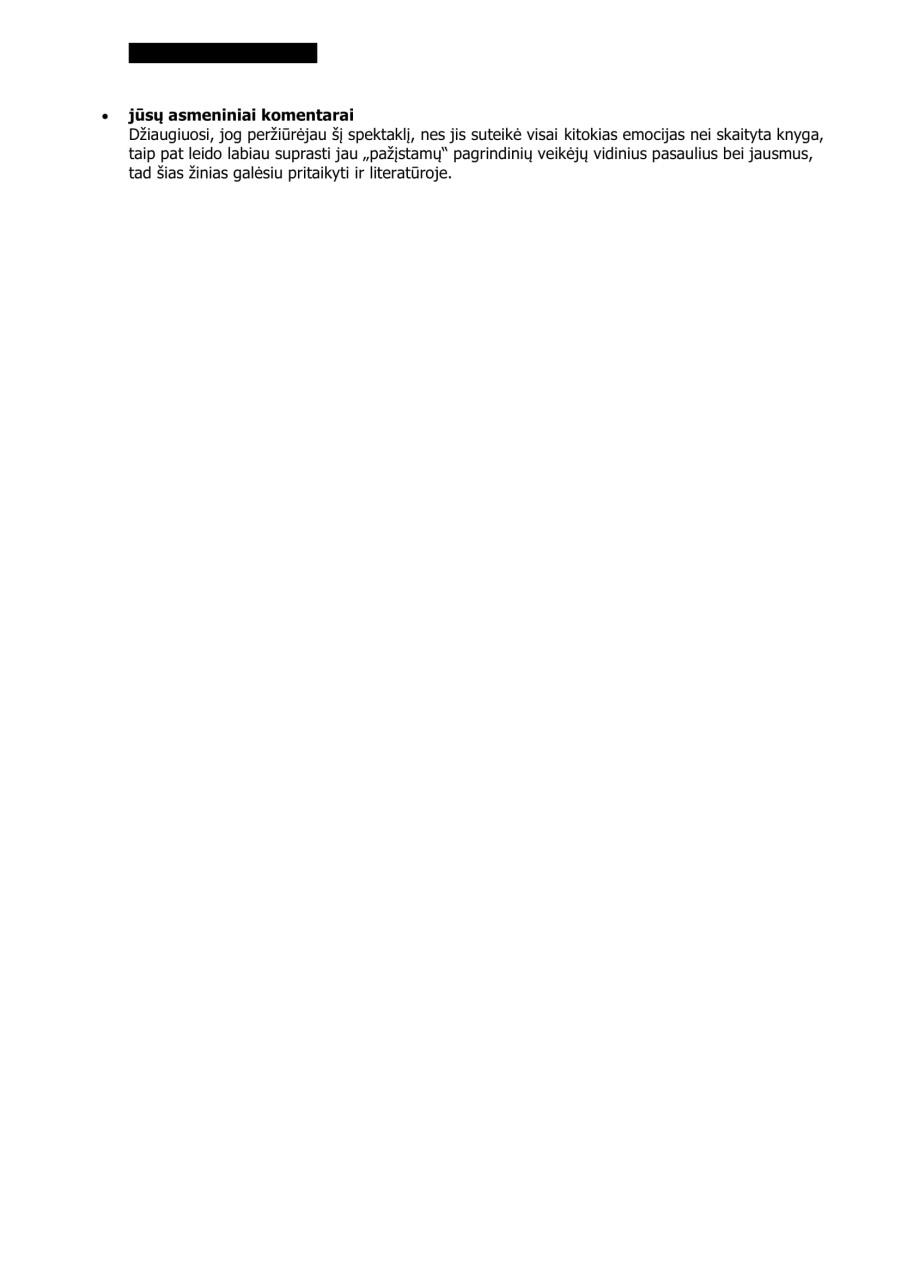 • jūsų asmeniniai komentarai
Džiaugiuosi, jog peržiūrėjau šį spektaklį, nes jis suteikė visai kitokias emocijas nei skaityta knyga,
taip pat leido labiau suprasti jau „pažįstamų“ pagrindinių veikėjų vidinius pasaulius bei jausmus,
tad šias žinias galėsiu pritaikyti ir literatūroje.